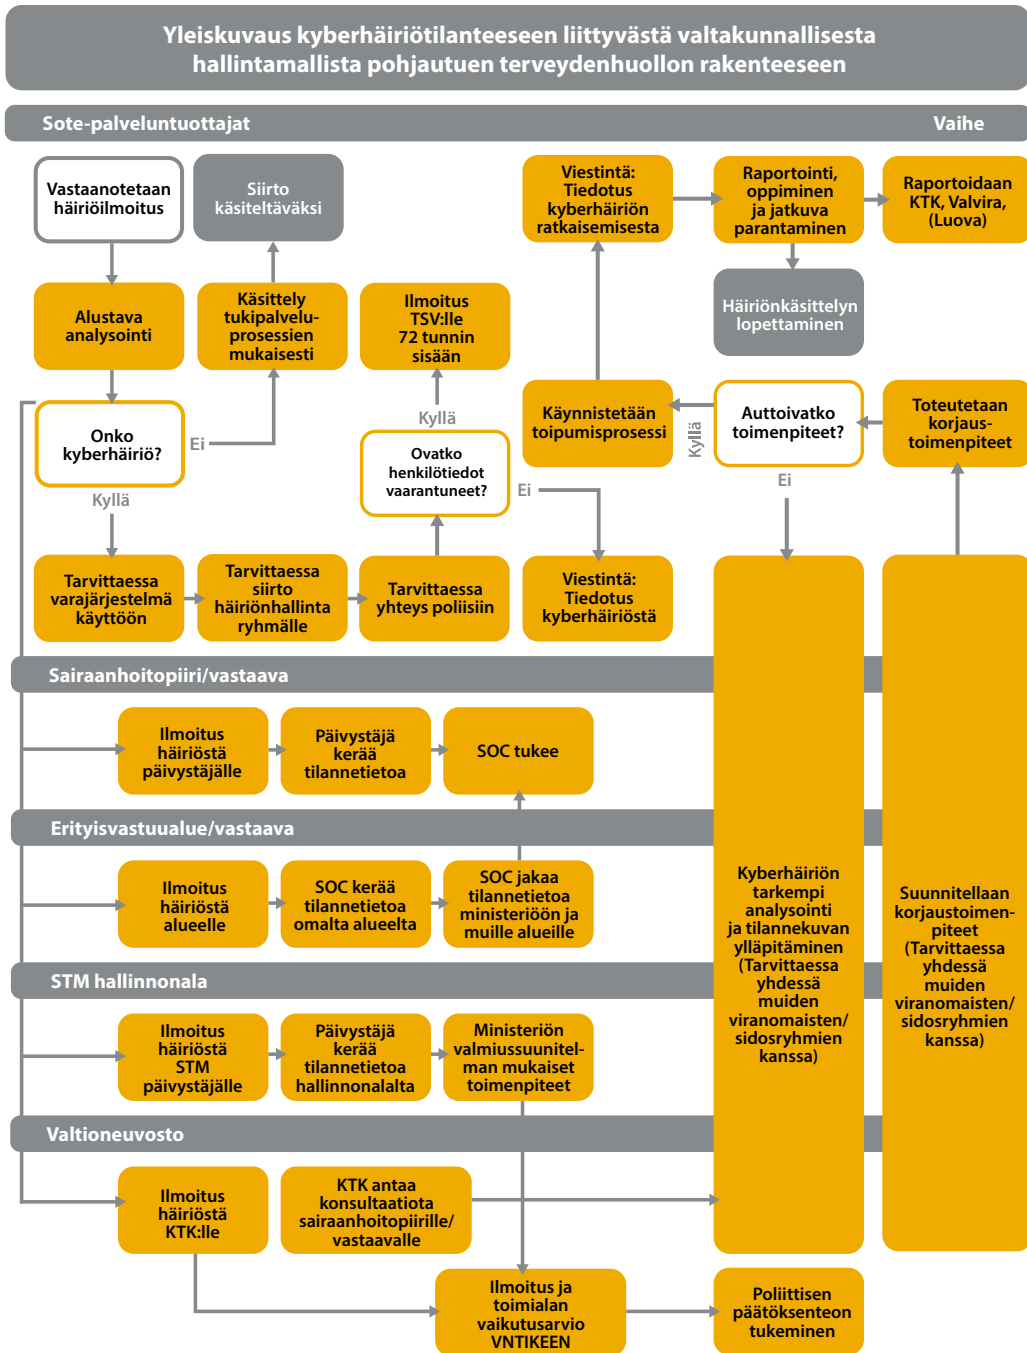 Yleiskuvaus kyberhäiriötilanteeseen liittyvästä valtakunnallisesta
hallintamallista pohjautuen terveydenhuollon rakenteeseen
Sote-palveluntuottajat
Vaihe
Vastaanotetaan
häiriöilmoitus
Siirto
käsiteltäväksi
Viestintä:
Tiedotus
kyberhäiriön
ratkaisemisesta
Raportointi,
oppiminen
ja jatkuva
parantaminen
Raportoidaan
KTK, Valvira,
(Luova)
Alustava
analysointi
Käsittely
tukipalvelu-
prosessien
mukaisesti
Ilmoitus
TSV:lle
72 tunnin
sisään
Häiriönkäsittelyn
lopettaminen
Onko
kyberhäiriö?
Ei
Kyllä
Kyllä
Ovatko
henkilötiedot
vaarantuneet?
Ei
Käynnistetään
toipumisprosessi
Kyllä
Auttoivatko
toimenpiteet?
Ei
Toteutetaan
korjaus-
toimenpiteet
Tarvittaessa
varajärjestelmä
käyttöön
Tarvittaessa
siirto
häiriönhallinta
ryhmälle
Tarvittaessa
yhteys poliisiin
Viestintä:
Tiedotus
kyberhäiriöstä
Sairaanhoitopiiri/vastaava
Ilmoitus
häiriöstä
päivystäjälle
Päivystäjä
kerää
tilannetietoa
SOC tukee
Erityisvastuualue/vastaava
Ilmoitus
häiriöstä
alueelle
SOC kerää
tilannetietoa
omalta alueelta
SOC jakaa
tilannetietoa
ministeriöön ja
muille alueille
Kyberhäiriön
tarkempi
analysointi
ja tilannekuvan
ylläpitäminen
(Tarvittaessa
yhdessä
muiden
viranomaisten/
sidosryhmien
kanssa)
Suunnitellaan
korjaustoimen-
piteet
(Tarvittaessa
yhdessä
muiden
viranomaisten/
sidosryhmien
kanssa)
STM hallinnonala
Ilmoitus
häiriöstä
STM
päivystäjälle
Päivystäjä
kerää
tilannetietoa
hallinnonalalta
Ministeriön
valmiussuunitel-
man mukaiset
toimenpiteet
Valtioneuvosto
Ilmoitus
häiriöstä
KTK:lle
KTK antaa
konsultaatiota
sairaanhoitopiirille/
vastaavalle
Ilmoitus ja
toimialan
vaikutusarvio
VNTIKEEN
Poliittisen
päätöksenteon
tukeminen